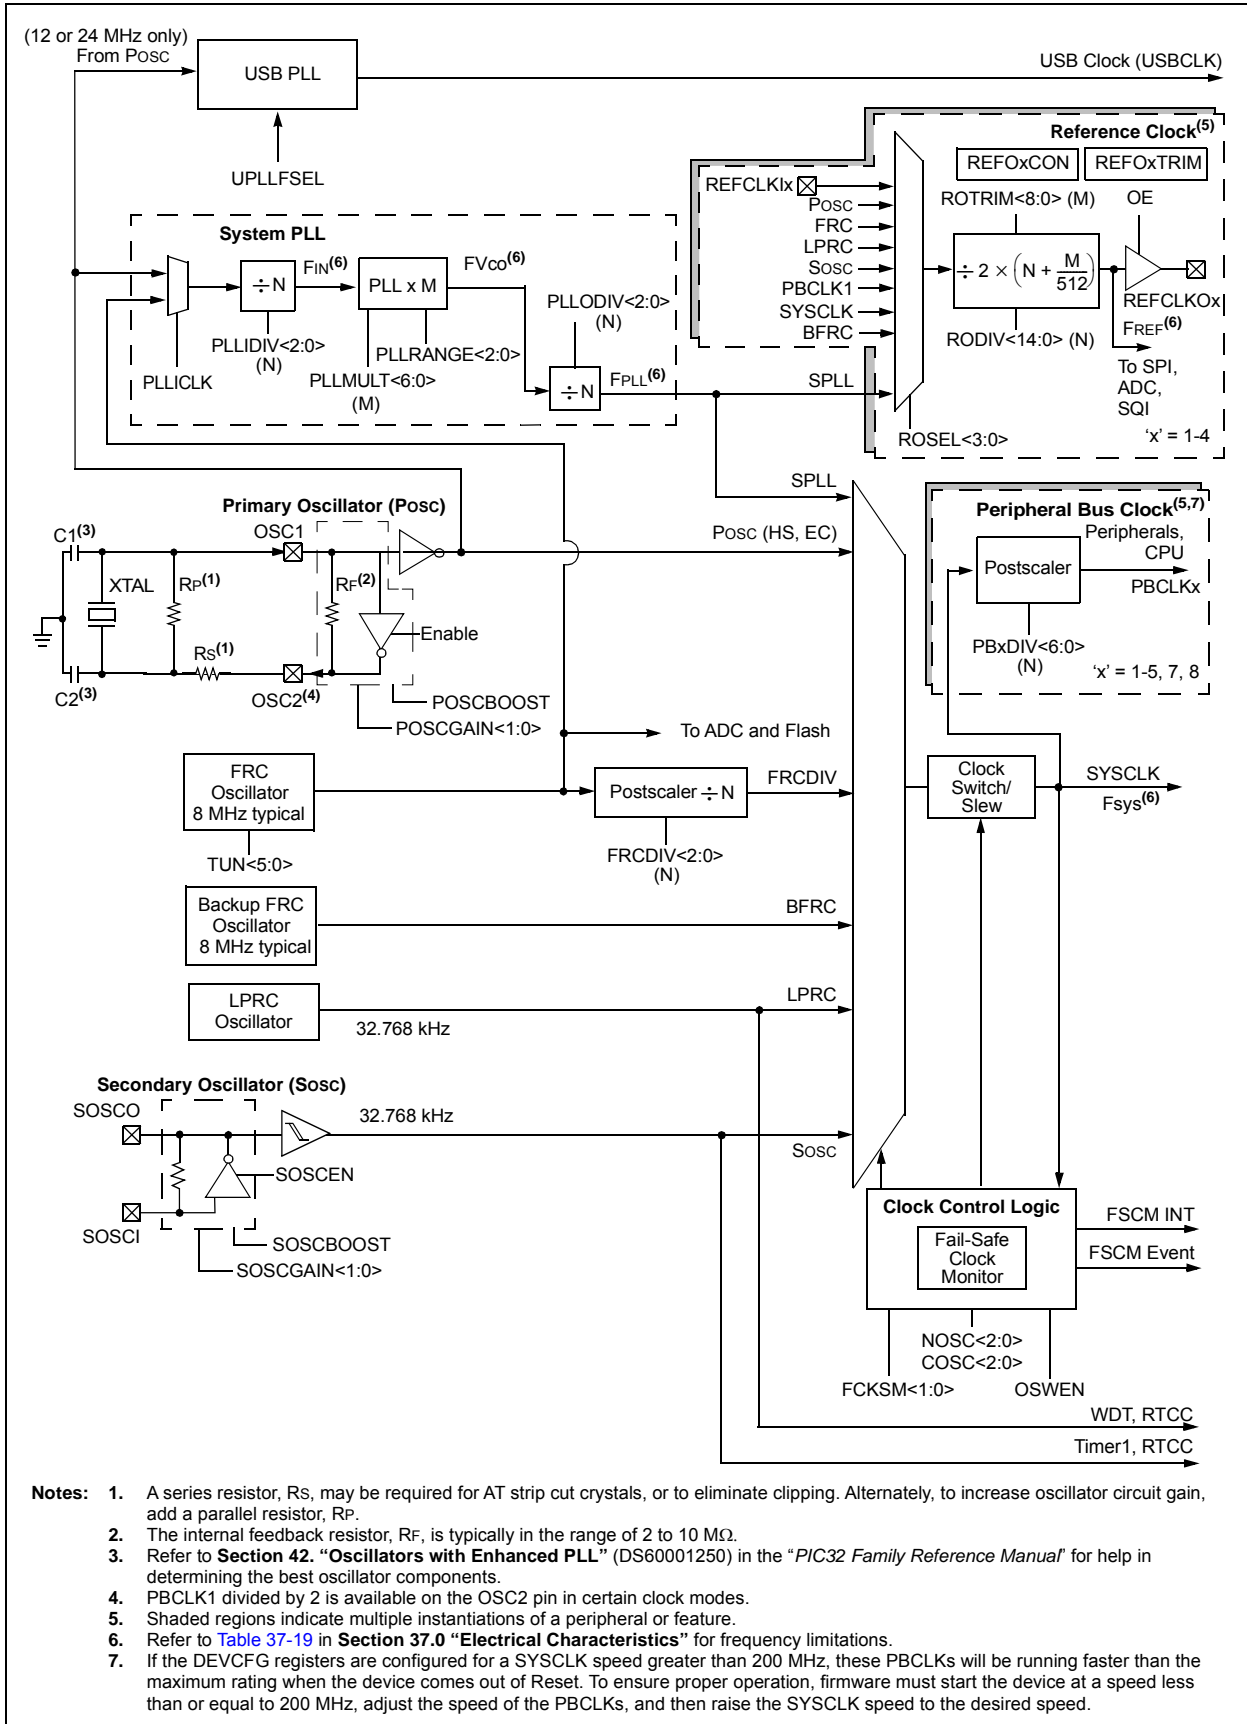 (12 or 24 MHz only)
From POSC
USB PLL
USB Clock (USBCLK)
UPLLFSEL
Reference Clock(5)
REFOxCON
REFOxTRIM
REFCLKIx
POSC
FRC
LPRC
SOSC
PBCLK1
SYSCLK
BFRC
ROTRIM<8:0> (M)
OE
÷ 2 × (N + M/512)
REFCLKOx
RODIV<14:0> (N)
FREF(6)
To SPI,
ADC,
SQI
SPLL
ROSEL<3:0>
'x' = 1-4
System PLL
FIN(6)
FVco(6)
÷ N
PLL x M
PLLODIV<2:0>
(N)
PLLIDIV<2:0>
(N)
PLLRANGE<2:0>
PLLICLK
PLLMULT<6:0>
(M)
÷ N
FPLL(6)
SPLL
Primary Oscillator (POSC)
C1(3)
OSC1
POSC (HS, EC)
XTAL
RP(1)
RF(2)
Enable
RS(1)
C2(3)
OSC2(4)
POSCBOOST
POSCGAIN<1:0>
Peripheral Bus Clock(5,7)
Peripherals,
CPU
Postscaler
PBCLKx
PBxDIV<6:0>
(N)
'x' = 1-5, 7, 8
To ADC and Flash
FRC
Oscillator
8 MHz typical
TUN<5:0>
Postscaler ÷ N
FRCDIV
FRCDIV<2:0>
(N)
Clock
Switch/
Slew
SYSCLK
Fsys(6)
Backup FRC
Oscillator
8 MHz typical
BFRC
LPRC
Oscillator
32.768 kHz
LPRC
Secondary Oscillator (SOSC)
SOSCO
32.768 kHz
SOSC
SOSCEN
SOSCI
SOSCBOOST
SOSCGAIN<1:0>
Clock Control Logic
Fail-Safe
Clock
Monitor
FSCM INT
FSCM Event
NOSC<2:0>
COSC<2:0>
FCKSM<1:0>
OSWEN
WDT, RTCC
Timer1, RTCC
Notes: 1. A series resistor, RS, may be required for AT strip cut crystals, or to eliminate clipping. Alternately, to increase oscillator circuit gain,
add a parallel resistor, RP.
2. The internal feedback resistor, RF, is typically in the range of 2 to 10 MΩ.
3. Refer to Section 42. "Oscillators with Enhanced PLL" (DS60001250) in the "PIC32 Family Reference Manual" for help in
determining the best oscillator components.
4. PBCLK1 divided by 2 is available on the OSC2 pin in certain clock modes.
5. Shaded regions indicate multiple instantiations of a peripheral or feature.
6. Refer to Table 37-19 in Section 37.0 "Electrical Characteristics" for frequency limitations.
7. If the DEVCFG registers are configured for a SYSCLK speed greater than 200 MHz, these PBCLKs will be running faster than the
maximum rating when the device comes out of Reset. To ensure proper operation, firmware must start the device at a speed less
than or equal to 200 MHz, adjust the speed of the PBCLKs, and then raise the SYSCLK speed to the desired speed.